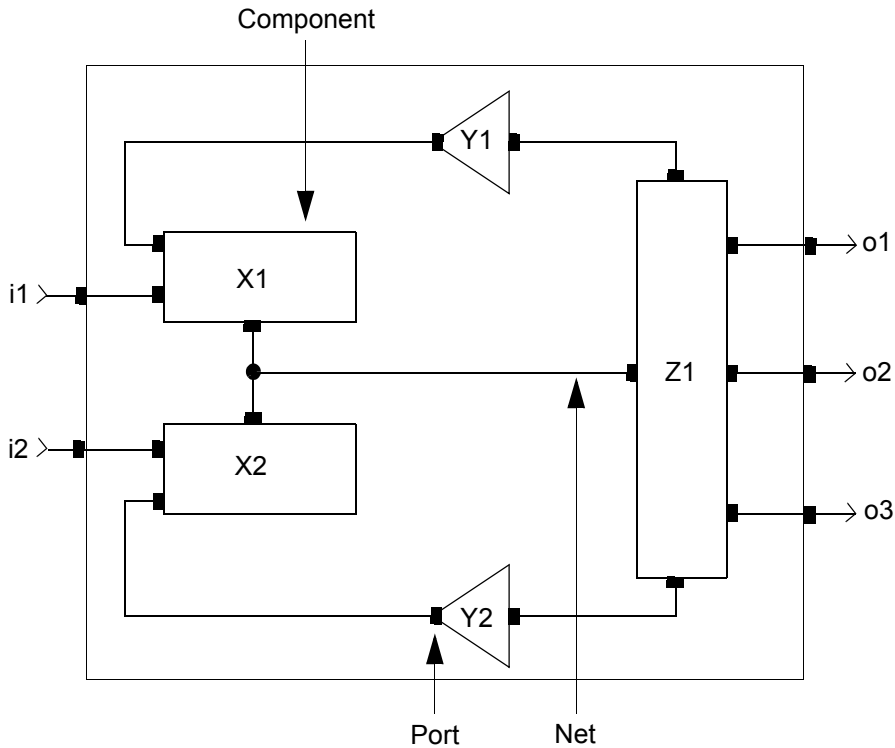 Component
Y1
o1
X1
i1
Z1
o2
i2
X2
o3
Y2
Port
Net